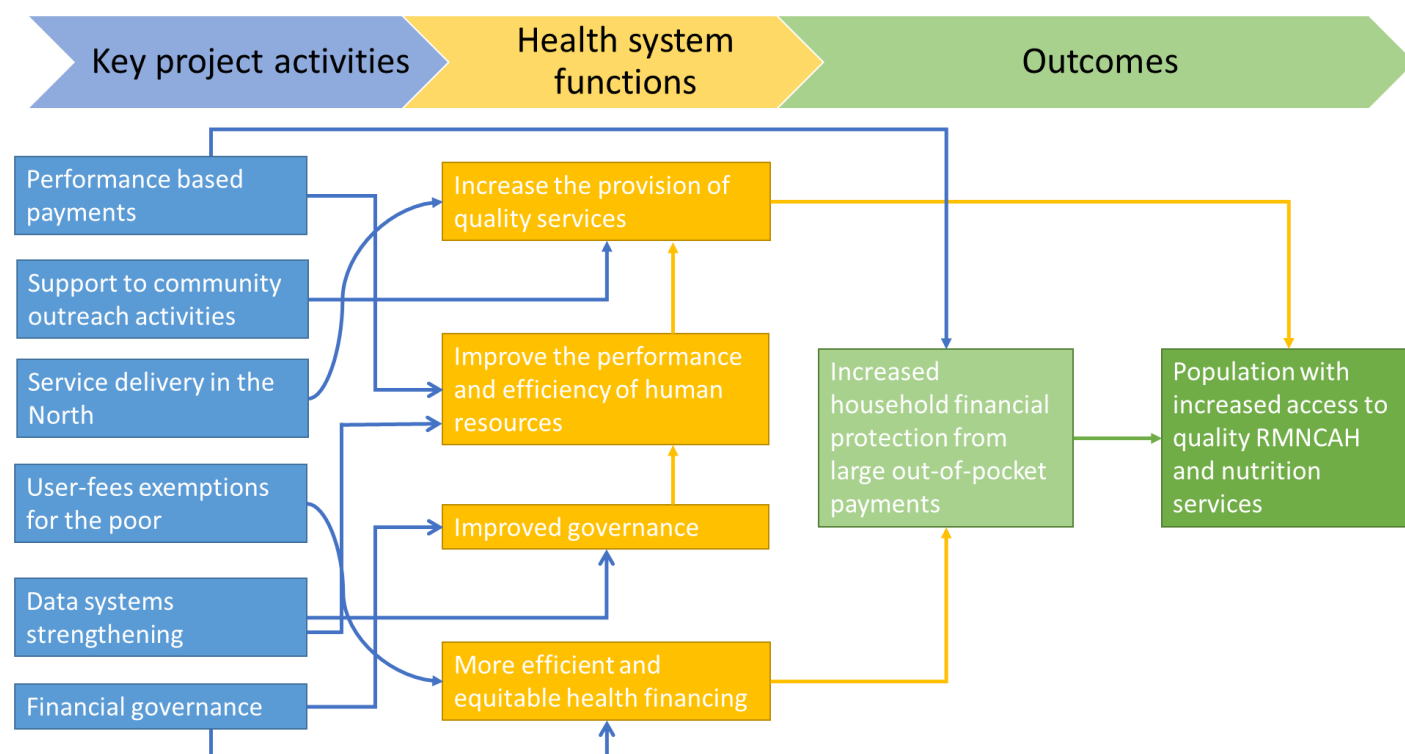 Key project activities
Health system
functions
Outcomes
Performance based
payments
Support to community
outreach activities
Service delivery in the
North
User-fees exemptions
for the poor
Data systems
strengthening
Financial governance
Increase the provision of
quality services
Improve the performance
and efficiency of human
resources
Improved governance
More efficient and
equitable health financing
Increased
household financial
protection from
large out-of-pocket
payments
Population with
increased access to
quality RMNCAH
and nutrition
services